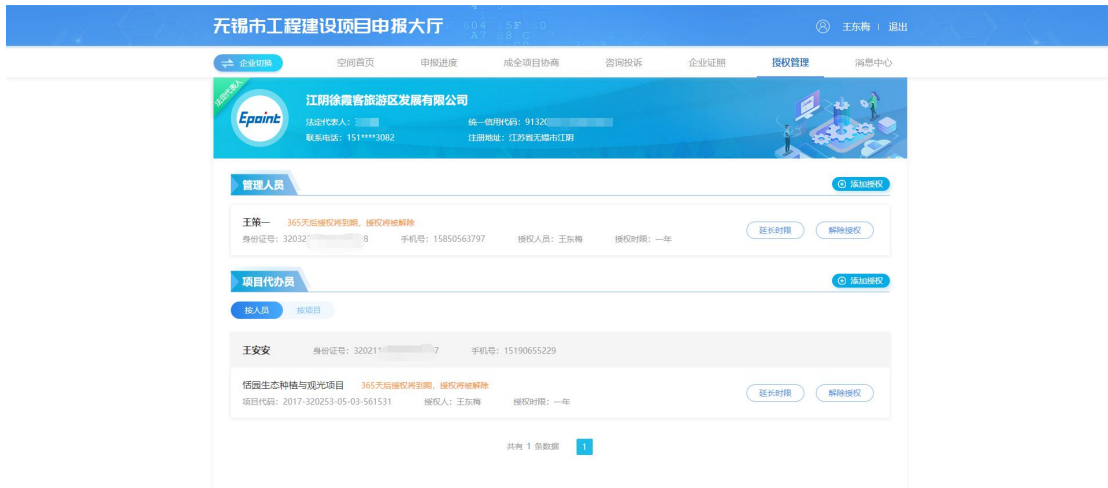 无锡市工程建设项目申报大厅
王东梅 | 退出
企业切换 空间首页 申报进度 成全项目协商 咨询投诉 企业证照 授权管理 消息中心
法定代表人
Epoint
江阴徐霞客旅游区发展有限公司
法定代表人： 统一信用代码：91320
联系电话：151****3082 注册地址：江苏省无锡市江阴
管理人员 添加授权
王第一 365天后授权将到期，授权将被解除
身份证号：32032 8 手机号：15850563797 授权人员：王东梅 授权时限：一年
延长时限 解除授权
项目代办员 添加授权
按人员 按项目
王安安 身份证号：32021 7 手机号：15190655229
恬园生态种植与观光项目 365天后授权将到期，授权将被解除
项目代码：2017-320253-05-03-561531 授权人：王东梅 授权时限：一年
延长时限 解除授权
共有 1 条数据 1